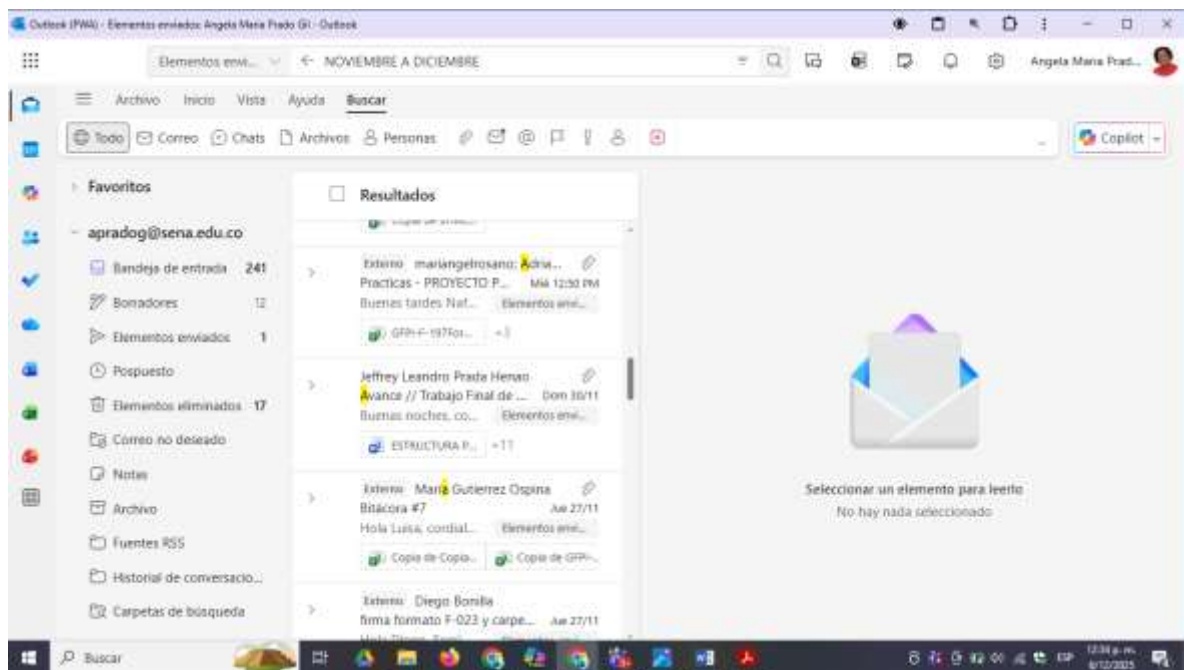 Outlook (PWA) - Elementos enviados: Angela Maria Prado Gil - Outlook
Elementos envi...
NOVIEMBRE A DICIEMBRE
Angela Maria Prad...
Archivo Inicio Vista Ayuda Buscar
Todo Correo Chats Archivos Personas
Copilot
Favoritos
apradog@sena.edu.co
Bandeja de entrada 241
Borradores 12
Elementos enviados 1
Pospuesto
Elementos eliminados 17
Correo no deseado
Notas
Archivo
Fuentes RSS
Historial de conversacio...
Carpetas de búsqueda
Resultados
Externo mariangelrosano; Adria...
Practicas - PROYECTO P... Mié 12:50 PM
Buenas tardes Nat... Elementos envi...
GFPI-F-197For... +3
Jeffrey Leandro Prada Henao
Avance // Trabajo Final de ... Dom 30/11
Buenas noches, co... Elementos envi...
ESTRUCTURA P... +11
Externo Maria Gutierrez Ospina
Bitácora #7 Jue 27/11
Hola Luisa, cordial... Elementos envi...
Copia de Copia... Copia de GFPI-...
Externo Diego Bonilla
firma formato F-023 y carpe... Jue 27/11
Seleccionar un elemento para leerlo
No hay nada seleccionado
Buscar
ESP
12:34 p. m.
6/12/2025